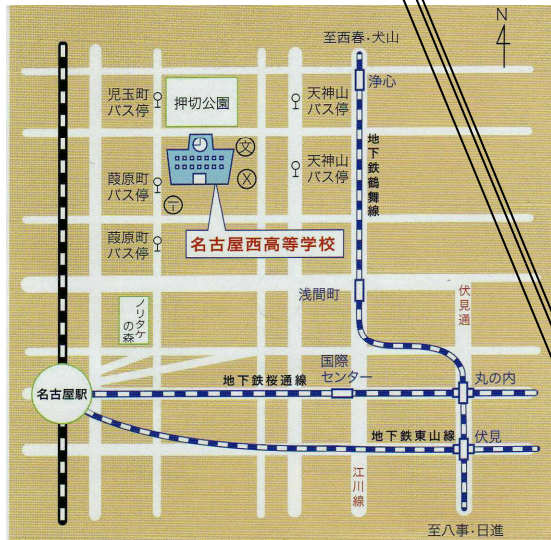 至西春・犬山
N
浄心
児玉町
バス停
押切公園
天神山
バス停
文
地下鉄鶴舞線
葭原町
バス停
X
天神山
バス停
〒
葭原町
バス停
名古屋西高等学校
浅間町
伏見通
ノリタケ
の森
国際
センター
丸の内
地下鉄桜通線
名古屋駅
地下鉄東山線
伏見
江川線
至八事・日進